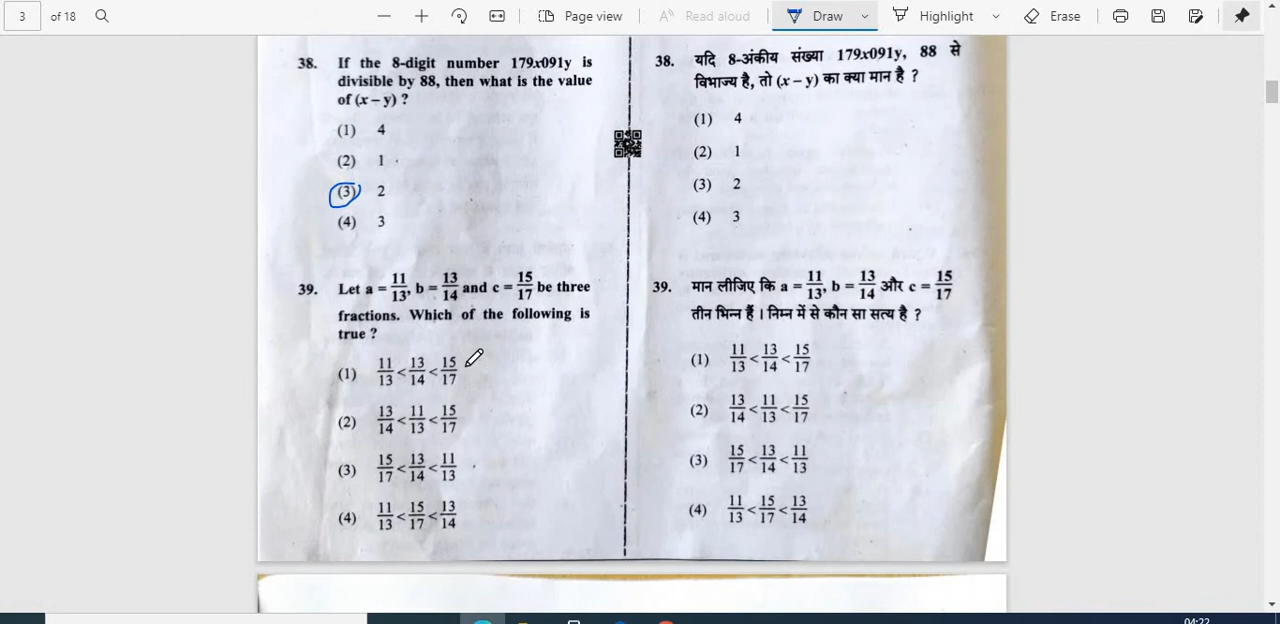 3 of 18 Page view Read aloud Draw Highlight Erase
38. If the 8-digit number 179x091y is
divisible by 88, then what is the value
of (x – y) ?
(1) 4
(2) 1
(3) 2
(4) 3
39. Let a = 11/13, b = 13/14 and c = 15/17 be three
fractions. Which of the following is
true ?
(1) 11/13 < 13/14 < 15/17
(2) 13/14 < 11/13 < 15/17
(3) 15/17 < 13/14 < 11/13
(4) 11/13 < 15/17 < 13/14
38. यदि 8-अंकीय संख्या 179x091y, 88 से
विभाज्य है, तो (x – y) का क्या मान है ?
(1) 4
(2) 1
(3) 2
(4) 3
39. मान लीजिए कि a = 11/13, b = 13/14 और c = 15/17
तीन भिन्न हैं । निम्न में से कौन सा सत्य है ?
(1) 11/13 < 13/14 < 15/17
(2) 13/14 < 11/13 < 15/17
(3) 15/17 < 13/14 < 11/13
(4) 11/13 < 15/17 < 13/14
04:22